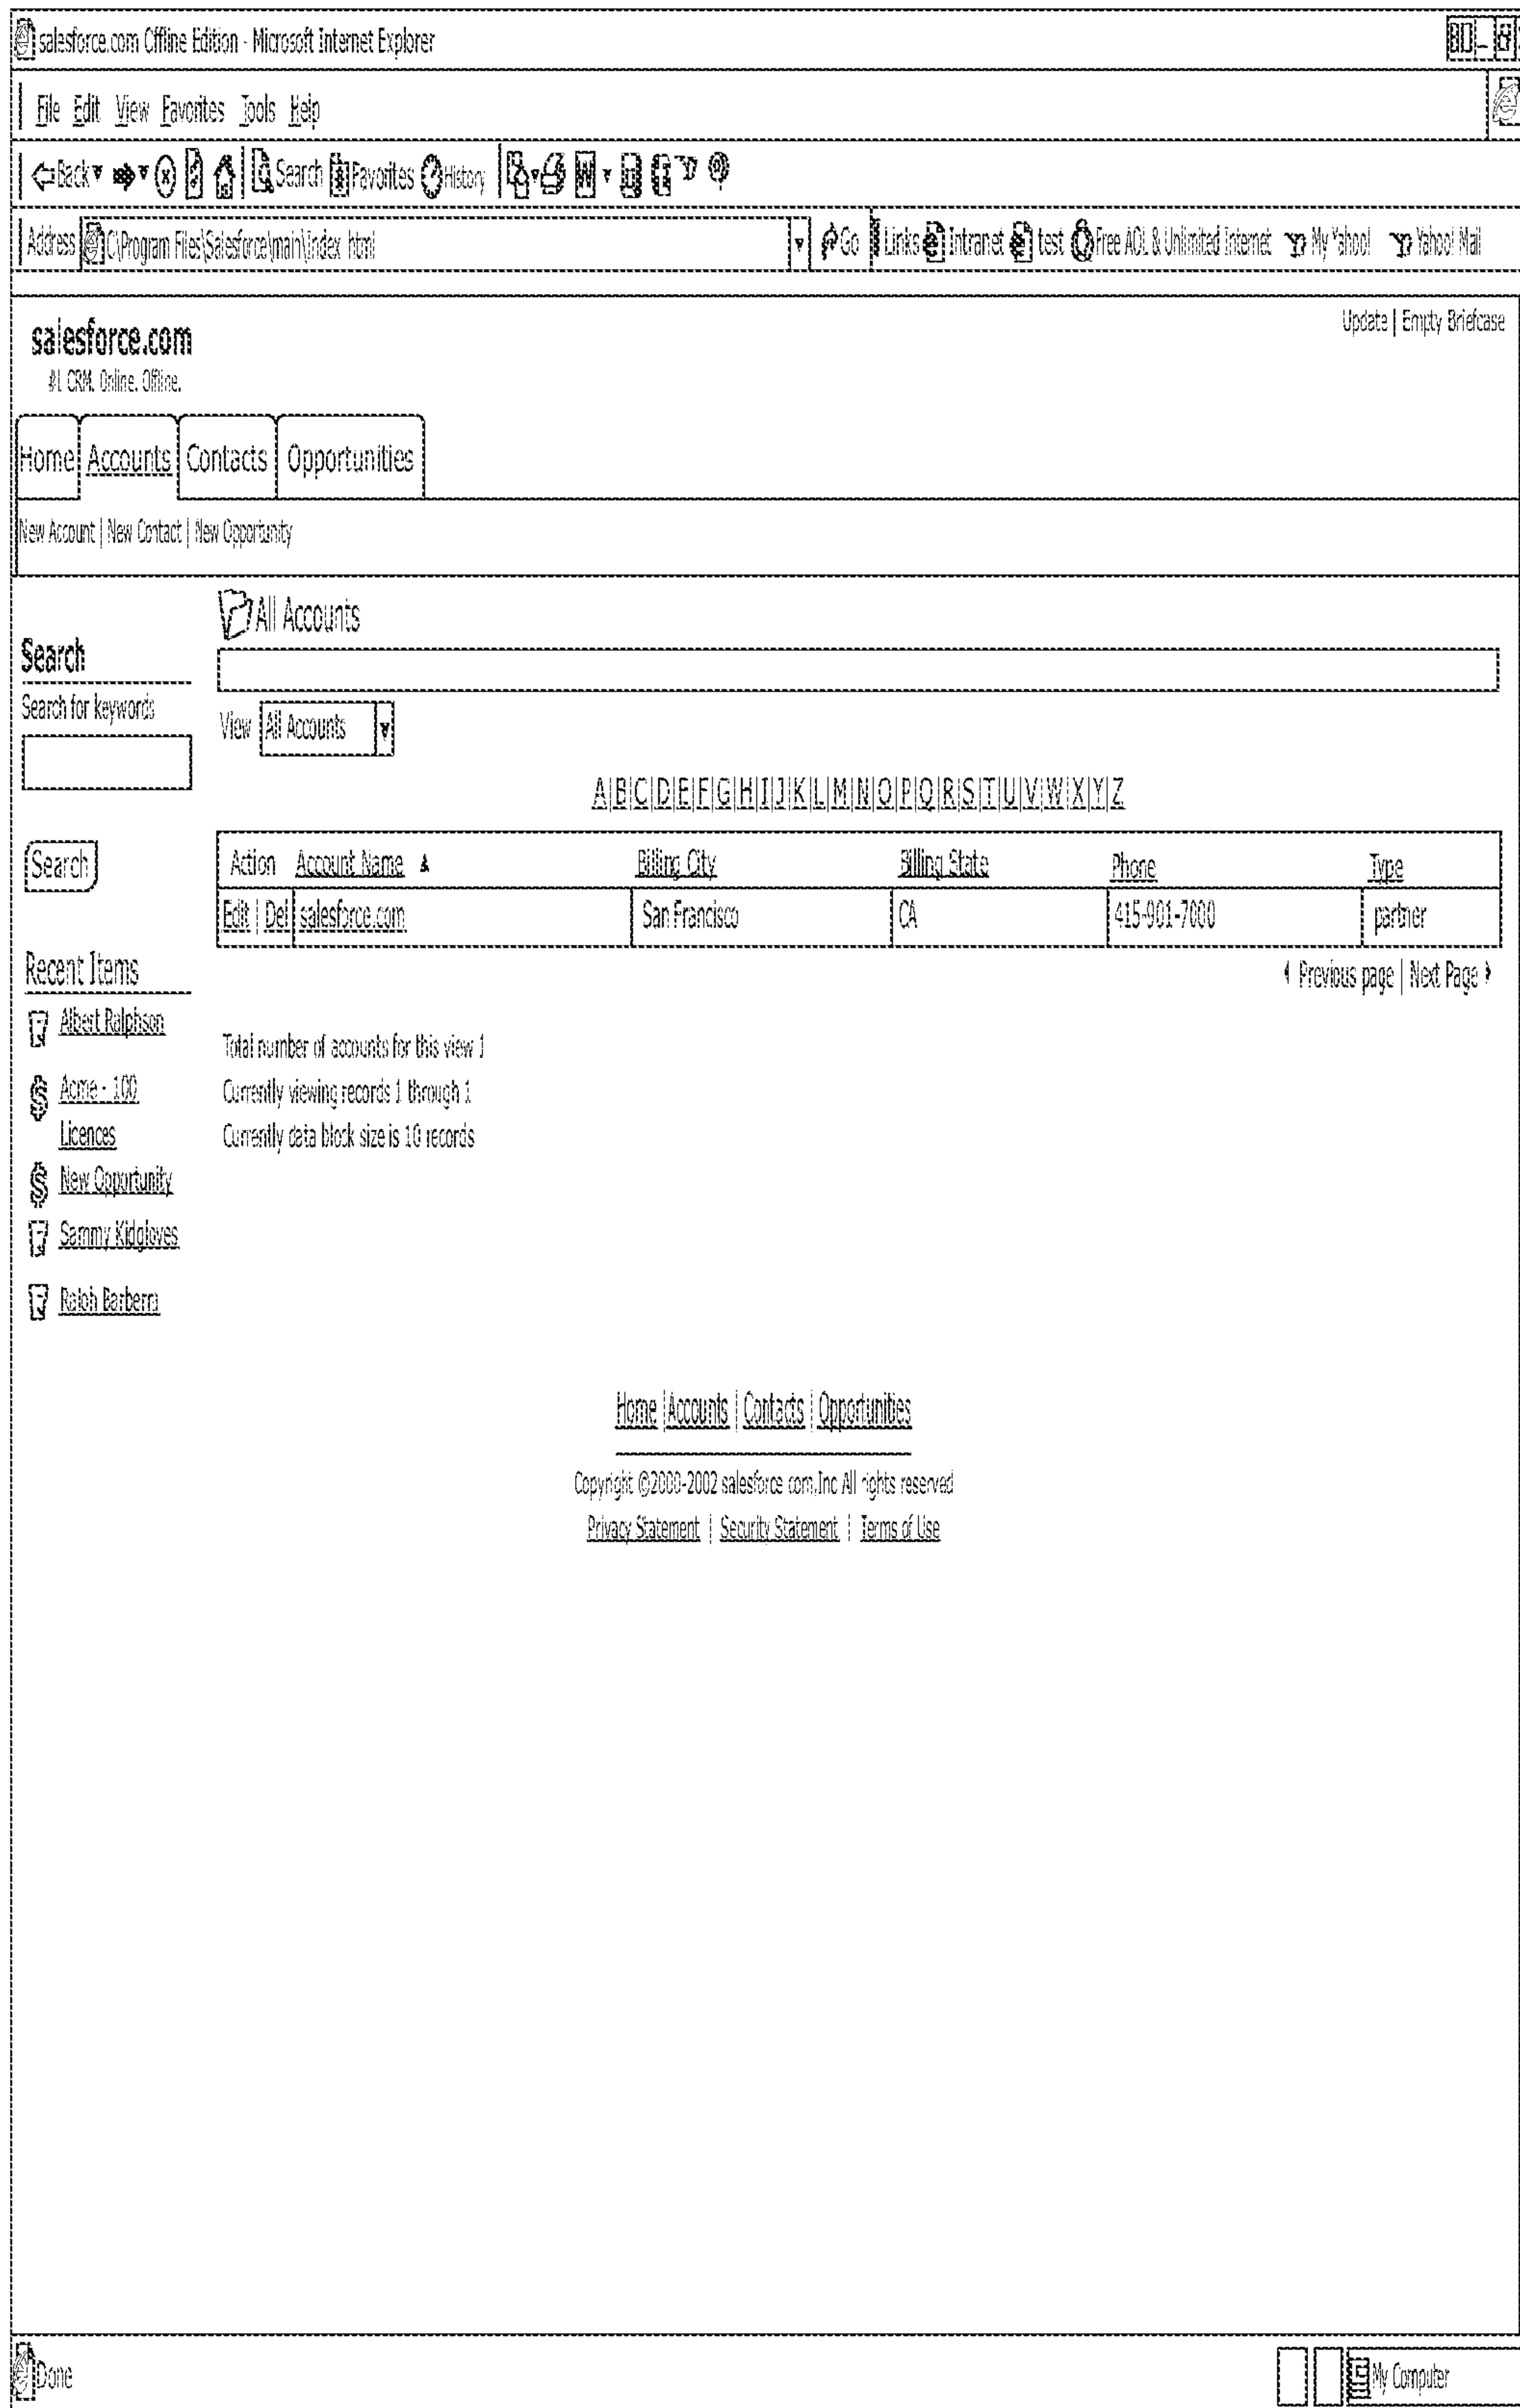 salesforce.com Offline Edition - Microsoft Internet Explorer
File Edit View Favorites Tools Help
Back Search Favorites History
Address C:\Program Files\Salesforce\main\index html Go Links Intranet test Free AOL & Unlimited Internet My Yahoo! Yahoo! Mail
salesforce.com
Update | Empty Briefcase
#1 CRM. Online. Offline.
Home Accounts Contacts Opportunities
New Account | New Contact | New Opportunity
All Accounts
Search
Search for keywords
View All Accounts
A|B|C|D|E|F|G|H|I|J|K|L|M|N|O|P|Q|R|S|T|U|V|W|X|Y|Z
Search
Action Account Name Billing City Billing State Phone Type
Edit | Del salesforce.com San Francisco CA 415-901-7000 partner
Previous page | Next Page
Recent Items
Albert Ralphson
Acme - 100
Licences
New Opportunity
Sammy Kidgloves
Ralph Barberra
Total number of accounts for this view 1
Currently viewing records 1 through 1
Currently data block size is 10 records
Home | Accounts | Contacts | Opportunities
Copyright ©2000-2002 salesforce com,Inc All rights reserved
Privacy Statement | Security Statement | Terms of Use
Done
My Computer